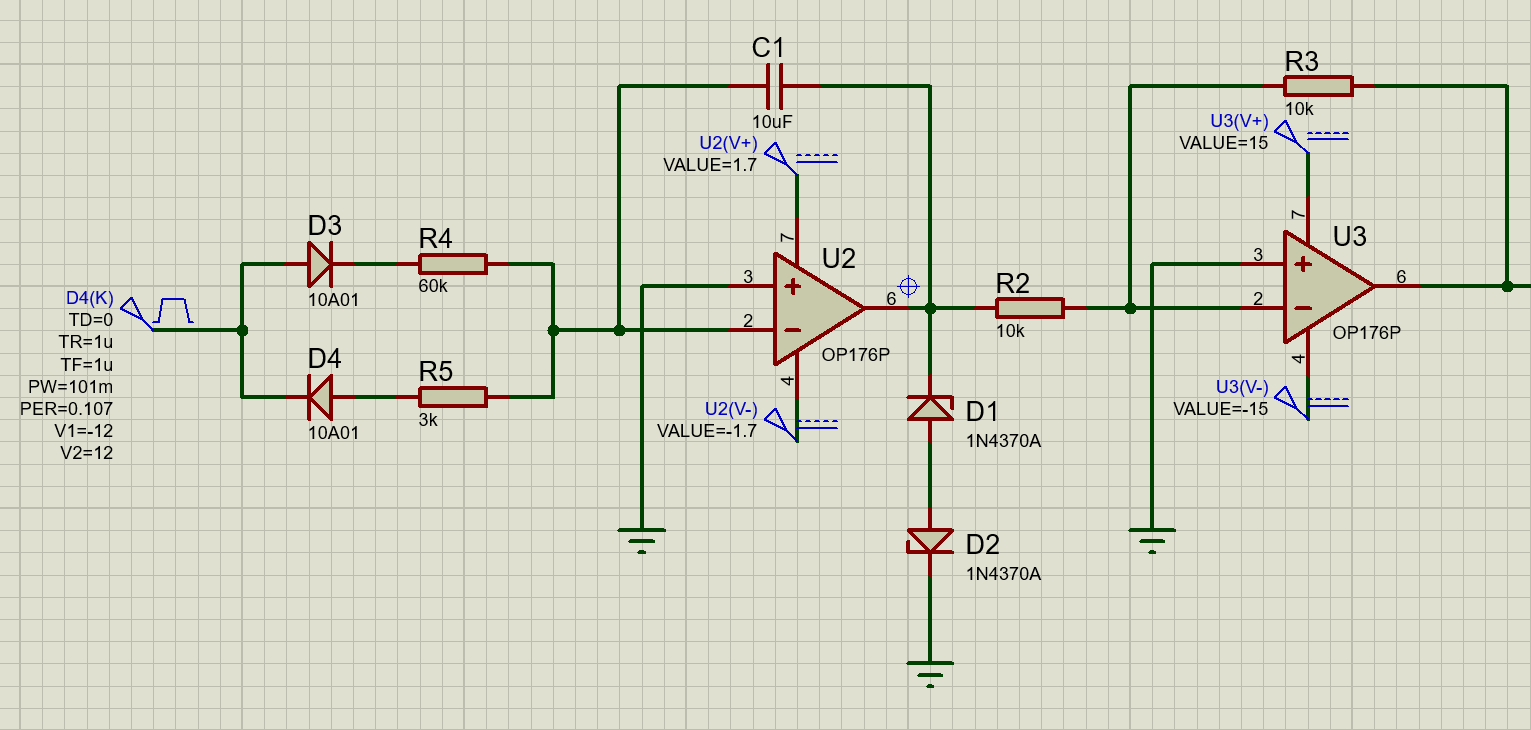 C1
10uF
R3
10k
U2(V+)
VALUE=1.7
U3(V+)
VALUE=15
D3
10A01
R4
60k
7
U2
7
U3
D4(K)
TD=0
TR=1u
TF=1u
PW=101m
PER=0.107
V1=-12
V2=12
3
2
6
4
OP176P
R2
10k
3
2
6
4
OP176P
D4
10A01
R5
3k
U2(V-)
VALUE=-1.7
U3(V-)
VALUE=-15
D1
1N4370A
D2
1N4370A